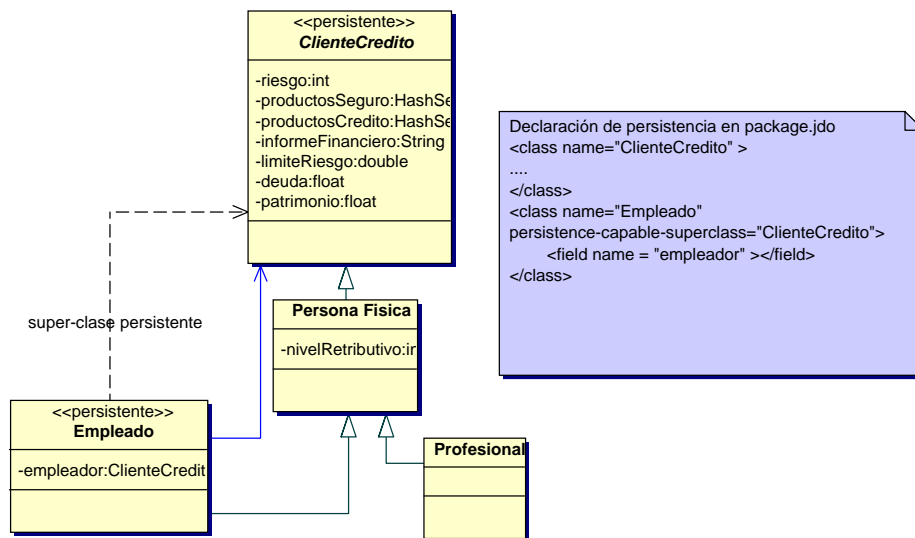 <<persistente>>
ClienteCredito
-riesgo:int
-productosSeguro:HashSe
-productosCredito:HashSe
-informeFinanciero:String
-limiteRiesgo:double
-deuda:float
-patrimonio:float
Declaración de persistencia en package.jdo
<class name="ClienteCredito" >
....
</class>
<class name="Empleado"
persistence-capable-superclass="ClienteCredito">
<field name = "empleador" ></field>
</class>
super-clase persistente
Persona Fisica
-nivelRetributivo:in
<<persistente>>
Empleado
-empleador:ClienteCredit
Profesional